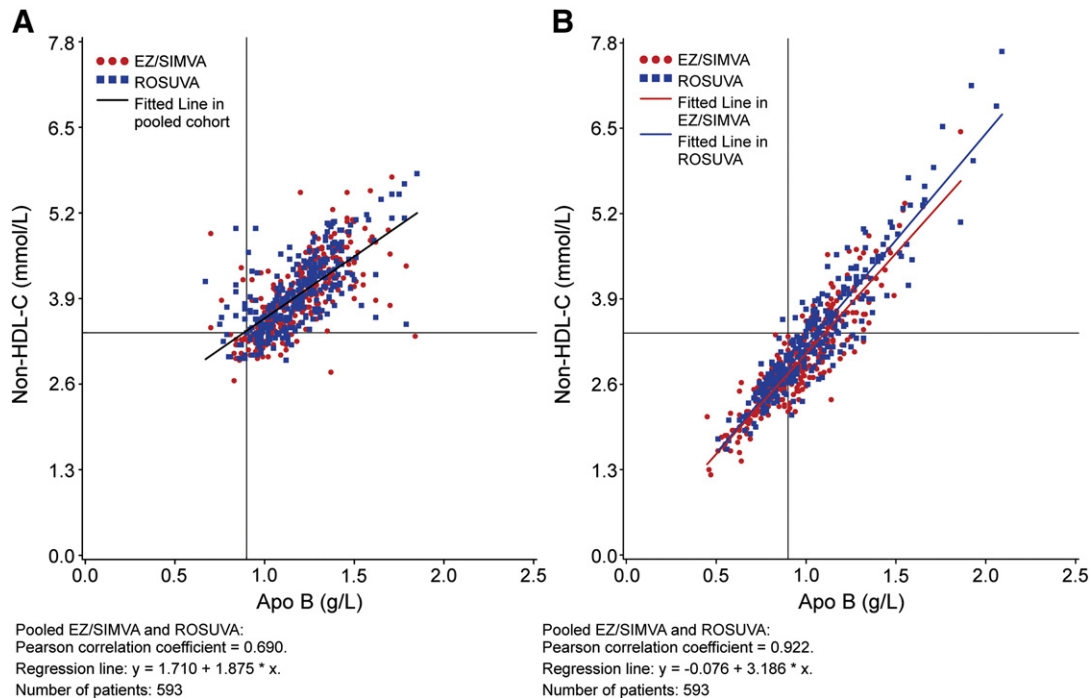 A
7.8
6.5
5.2
3.9
2.6
1.3
0.0
Non-HDL-C (mmol/L)
EZ/SIMVA
ROSUVA
Fitted Line in
pooled cohort
0.0 0.5 1.0 1.5 2.0 2.5
Apo B (g/L)
Pooled EZ/SIMVA and ROSUVA:
Pearson correlation coefficient = 0.690.
Regression line: y = 1.710 + 1.875 * x.
Number of patients: 593
B
7.8
6.5
5.2
3.9
2.6
1.3
0.0
Non-HDL-C (mmol/L)
EZ/SIMVA
ROSUVA
Fitted Line in
EZ/SIMVA
Fitted Line in
ROSUVA
0.0 0.5 1.0 1.5 2.0 2.5
Apo B (g/L)
Pooled EZ/SIMVA and ROSUVA:
Pearson correlation coefficient = 0.922.
Regression line: y = -0.076 + 3.186 * x.
Number of patients: 593